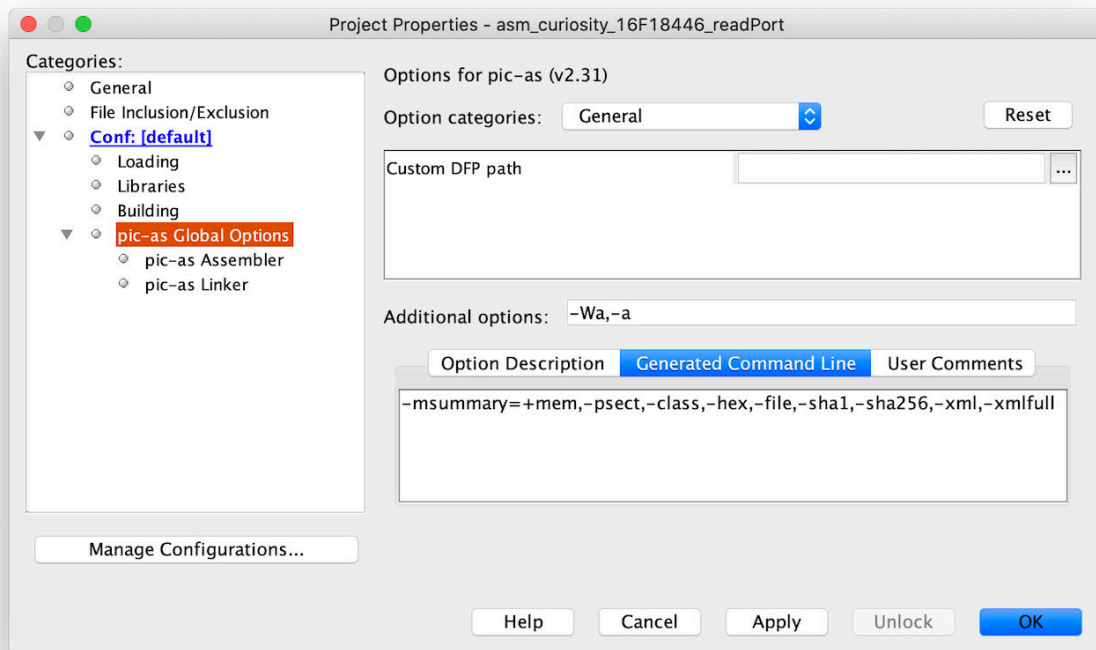 Project Properties - asm_curiosity_16F18446_readPort
Categories:
General
File Inclusion/Exclusion
Conf: [default]
Loading
Libraries
Building
pic-as Global Options
pic-as Assembler
pic-as Linker
Manage Configurations...
Options for pic-as (v2.31)
Option categories: General Reset
Custom DFP path ...
Additional options: -Wa,-a
Option Description Generated Command Line User Comments
-msummary=+mem,-psect,-class,-hex,-file,-sha1,-sha256,-xml,-xmlfull
Help Cancel Apply Unlock OK